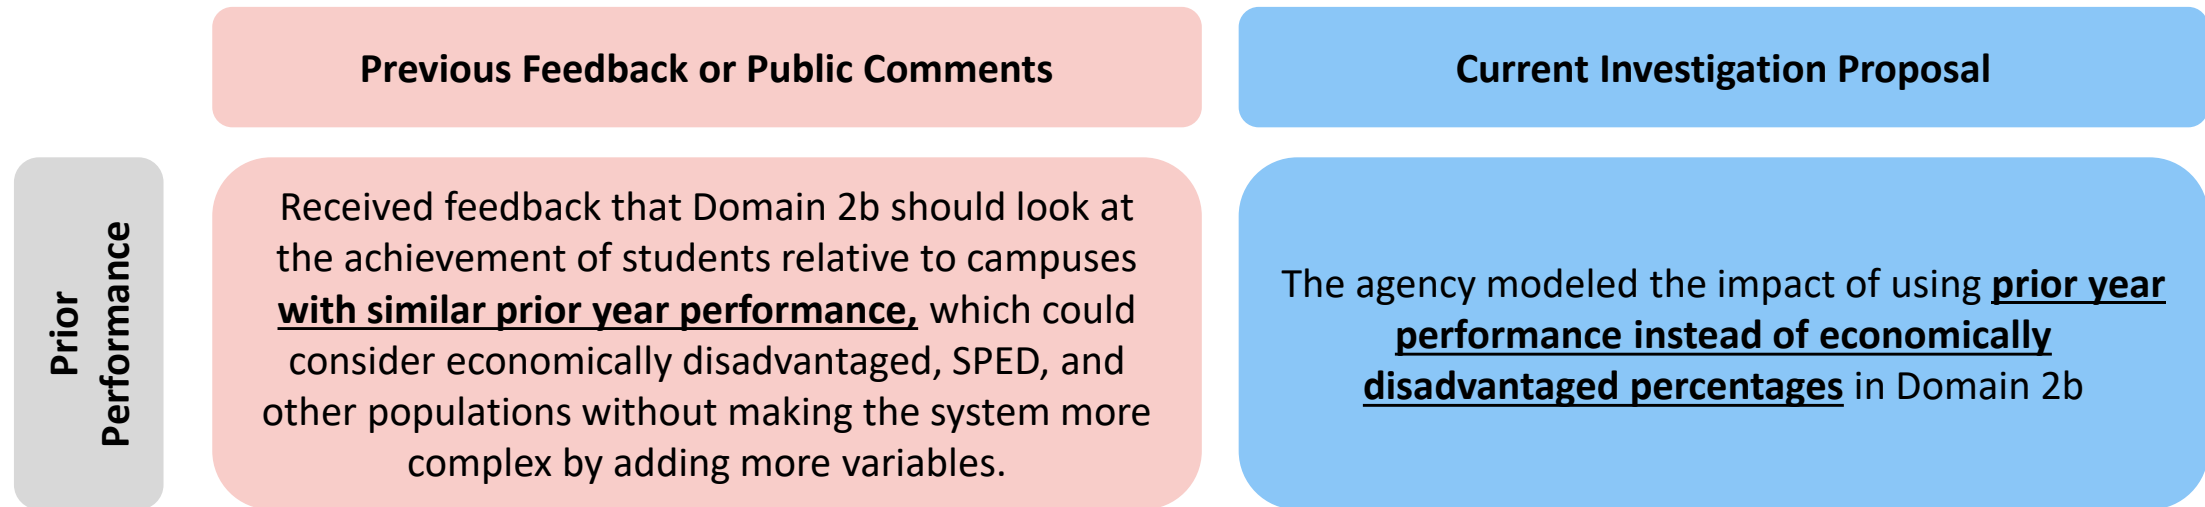 Previous Feedback or Public Comments
Current Investigation Proposal
Prior
Performance
Received feedback that Domain 2b should look at
the achievement of students relative to campuses
with similar prior year performance, which could
consider economically disadvantaged, SPED, and
other populations without making the system more
complex by adding more variables.
The agency modeled the impact of using prior year
performance instead of economically
disadvantaged percentages in Domain 2b